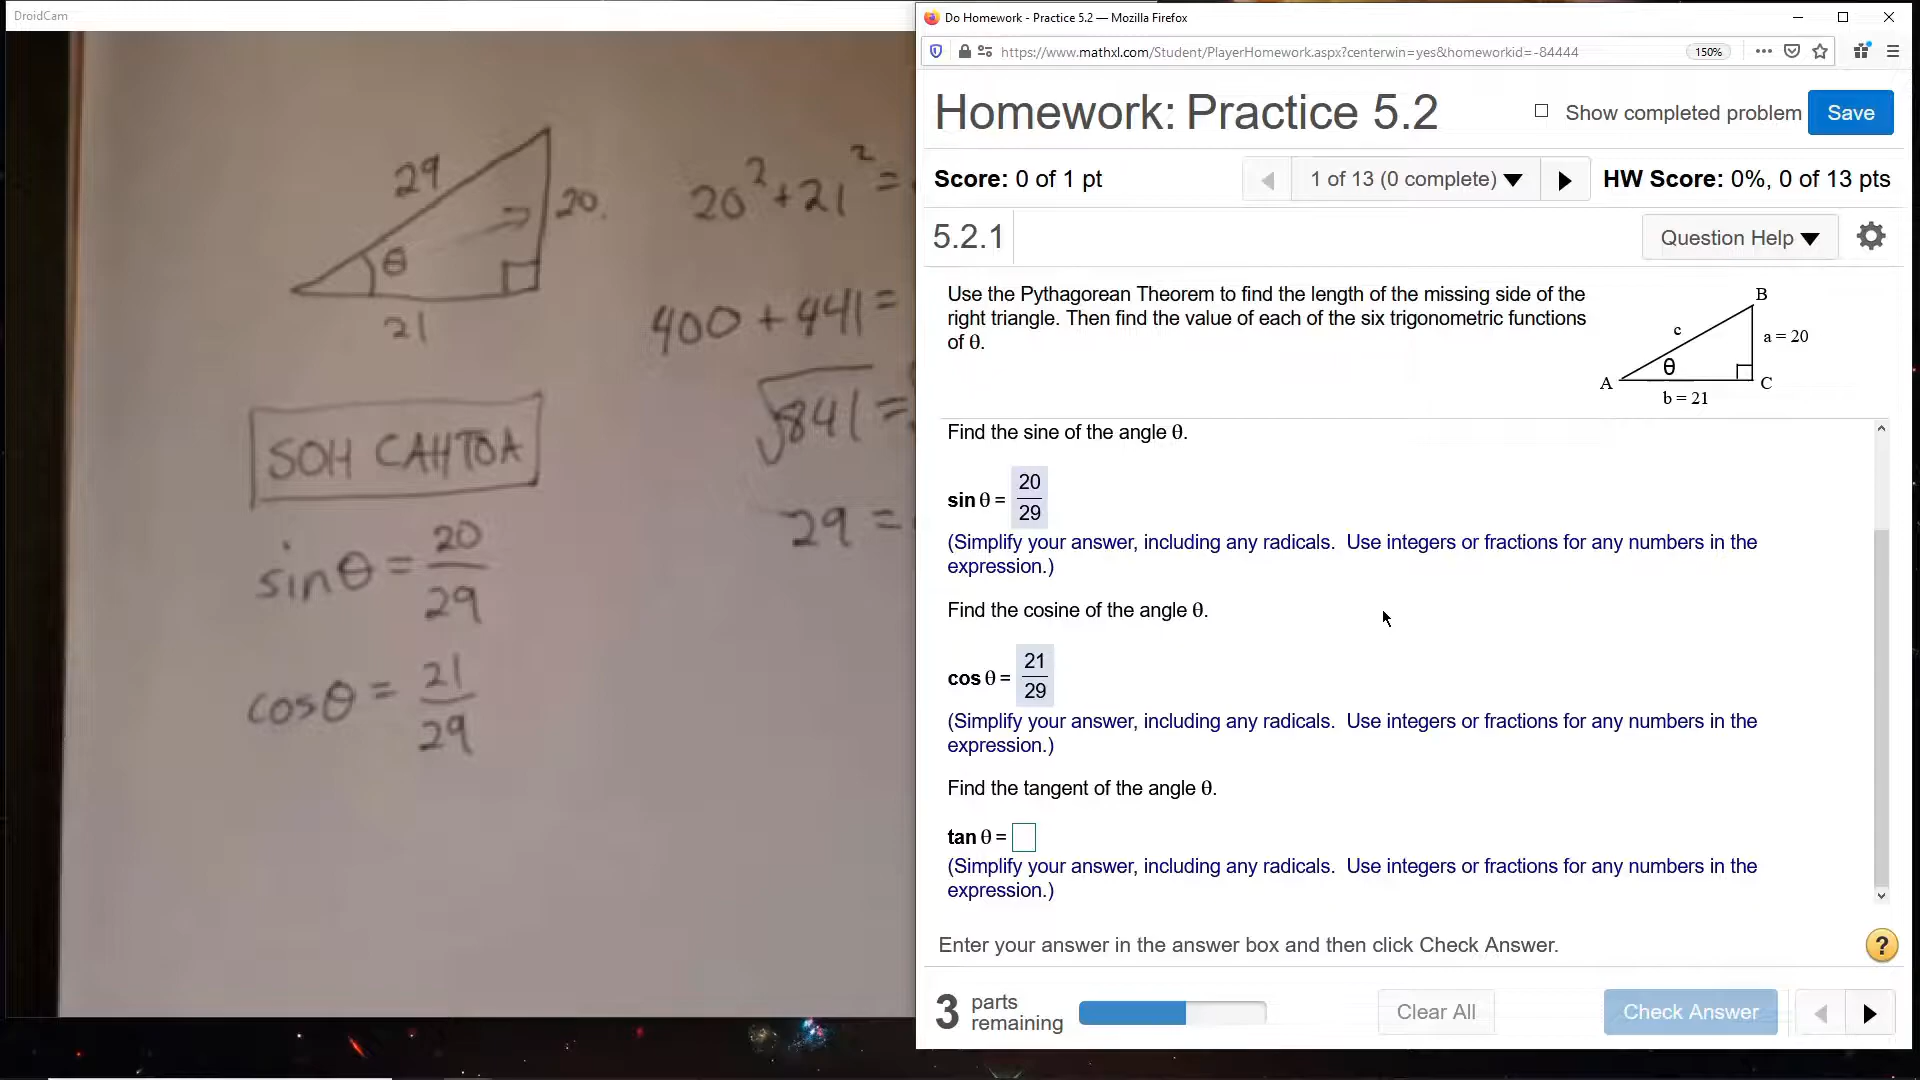 DroidCam
29
20
θ
21
20² + 21² =
400 + 441 =
√841 =
29 =
SOH CAHTOA
sinθ = 20/29
cosθ = 21/29
Do Homework - Practice 5.2 — Mozilla Firefox
https://www.mathxl.com/Student/PlayerHomework.aspx?centerwin=yes&homeworkid=-84444
150%
Homework: Practice 5.2
Show completed problem
Save
Score: 0 of 1 pt
1 of 13 (0 complete)
HW Score: 0%, 0 of 13 pts
5.2.1
Question Help
Use the Pythagorean Theorem to find the length of the missing side of the
right triangle. Then find the value of each of the six trigonometric functions
of θ.
B
c
a = 20
θ
A
C
b = 21
Find the sine of the angle θ.
sin θ = 20/29
(Simplify your answer, including any radicals. Use integers or fractions for any numbers in the
expression.)
Find the cosine of the angle θ.
cos θ = 21/29
(Simplify your answer, including any radicals. Use integers or fractions for any numbers in the
expression.)
Find the tangent of the angle θ.
tan θ =
(Simplify your answer, including any radicals. Use integers or fractions for any numbers in the
expression.)
Enter your answer in the answer box and then click Check Answer.
?
3 parts
remaining
Clear All
Check Answer